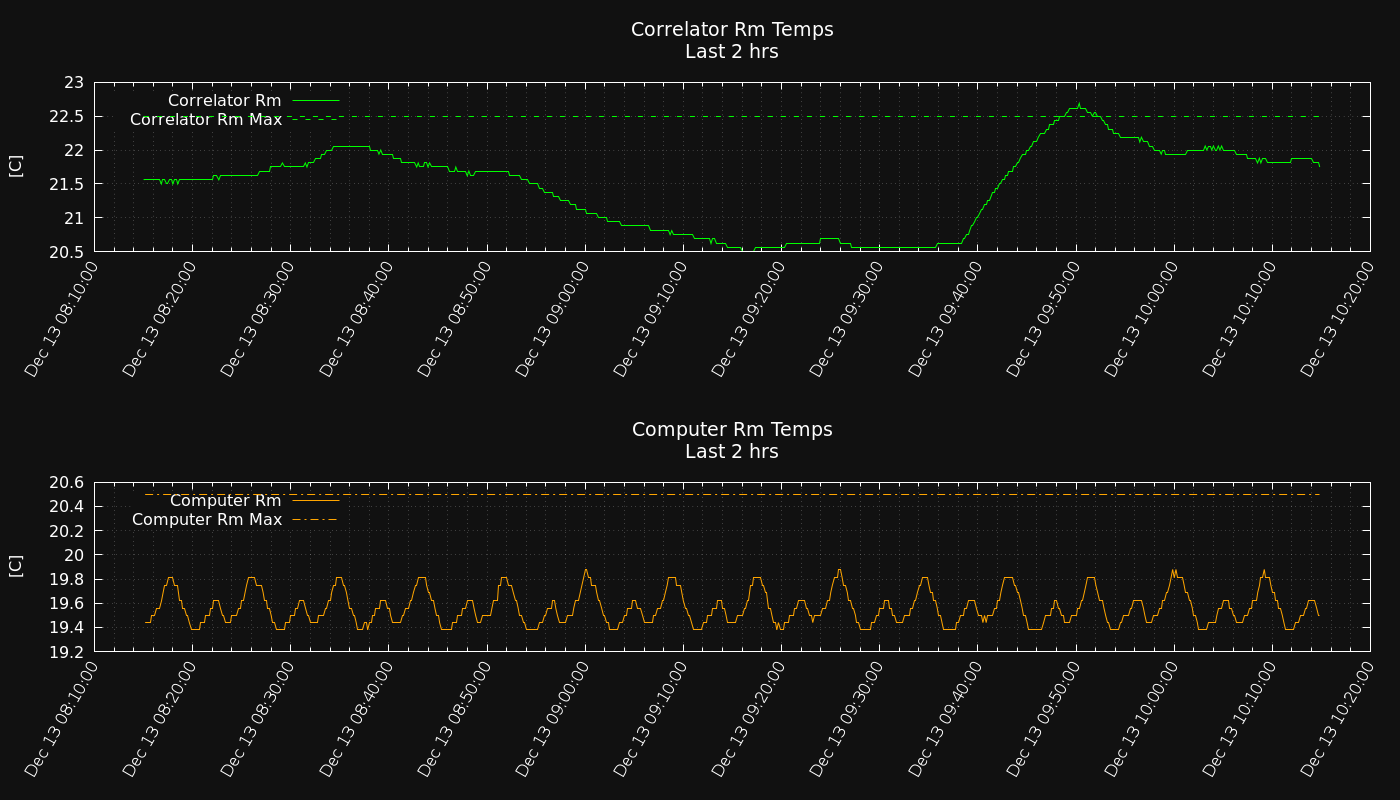 Correlator Rm Temps
Last 2 hrs
23
22.5
22
21.5
21
20.5
[C]
Correlator Rm
Correlator Rm Max
Dec 13 08:10:00
Dec 13 08:20:00
Dec 13 08:30:00
Dec 13 08:40:00
Dec 13 08:50:00
Dec 13 09:00:00
Dec 13 09:10:00
Dec 13 09:20:00
Dec 13 09:30:00
Dec 13 09:40:00
Dec 13 09:50:00
Dec 13 10:00:00
Dec 13 10:10:00
Dec 13 10:20:00
Computer Rm Temps
Last 2 hrs
20.6
20.4
20.2
20
19.8
19.6
19.4
19.2
[C]
Computer Rm
Computer Rm Max
Dec 13 08:10:00
Dec 13 08:20:00
Dec 13 08:30:00
Dec 13 08:40:00
Dec 13 08:50:00
Dec 13 09:00:00
Dec 13 09:10:00
Dec 13 09:20:00
Dec 13 09:30:00
Dec 13 09:40:00
Dec 13 09:50:00
Dec 13 10:00:00
Dec 13 10:10:00
Dec 13 10:20:00